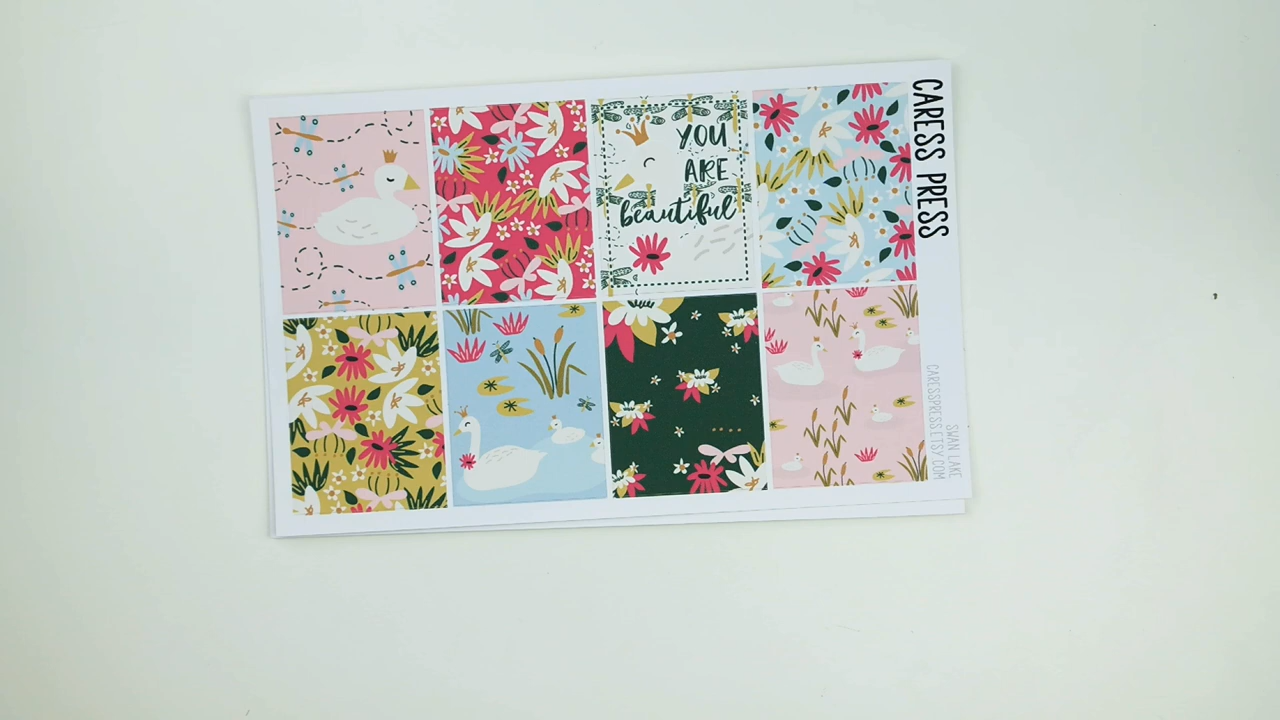 YOU
ARE
beautiful
CARESS PRESS
SWAN LAKE
CARESSPRESS.ETSY.COM